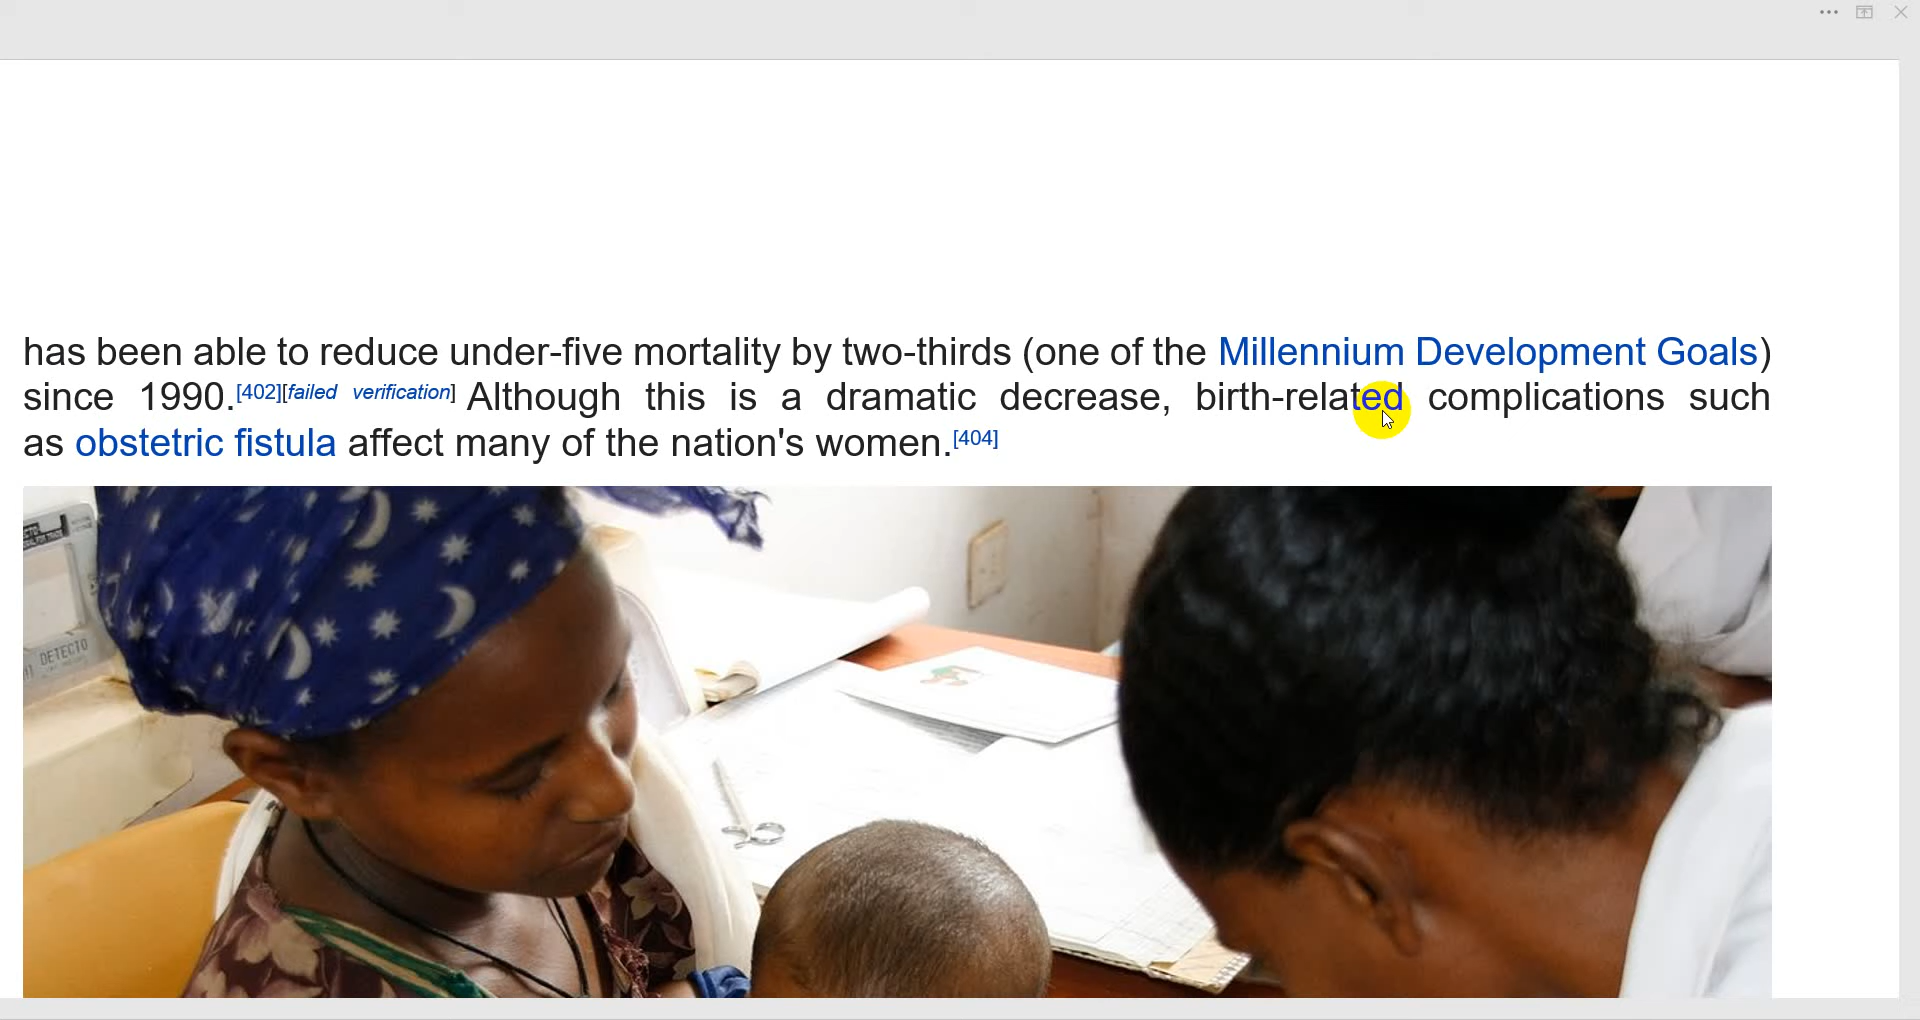 has been able to reduce under-five mortality by two-thirds (one of the Millennium Development Goals)
since 1990.[402][failed verification] Although this is a dramatic decrease, birth-related complications such
as obstetric fistula affect many of the nation's women.[404]
DETECTO